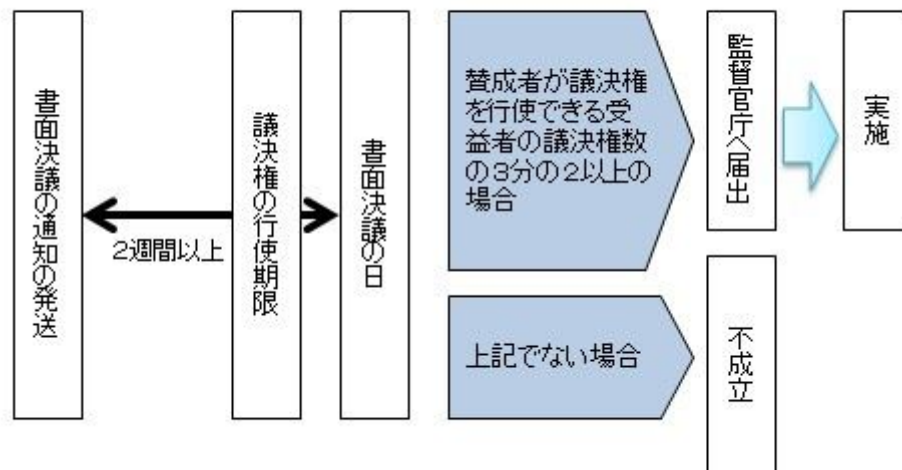 書面決議の通知の発送
2週間以上
議決権の行使期限
書面決議の日
賛成者が議決権
を行使できる受
益者の議決権数
の3分の2以上の
場合
監督官庁へ届出
実施
上記でない場合
不成立